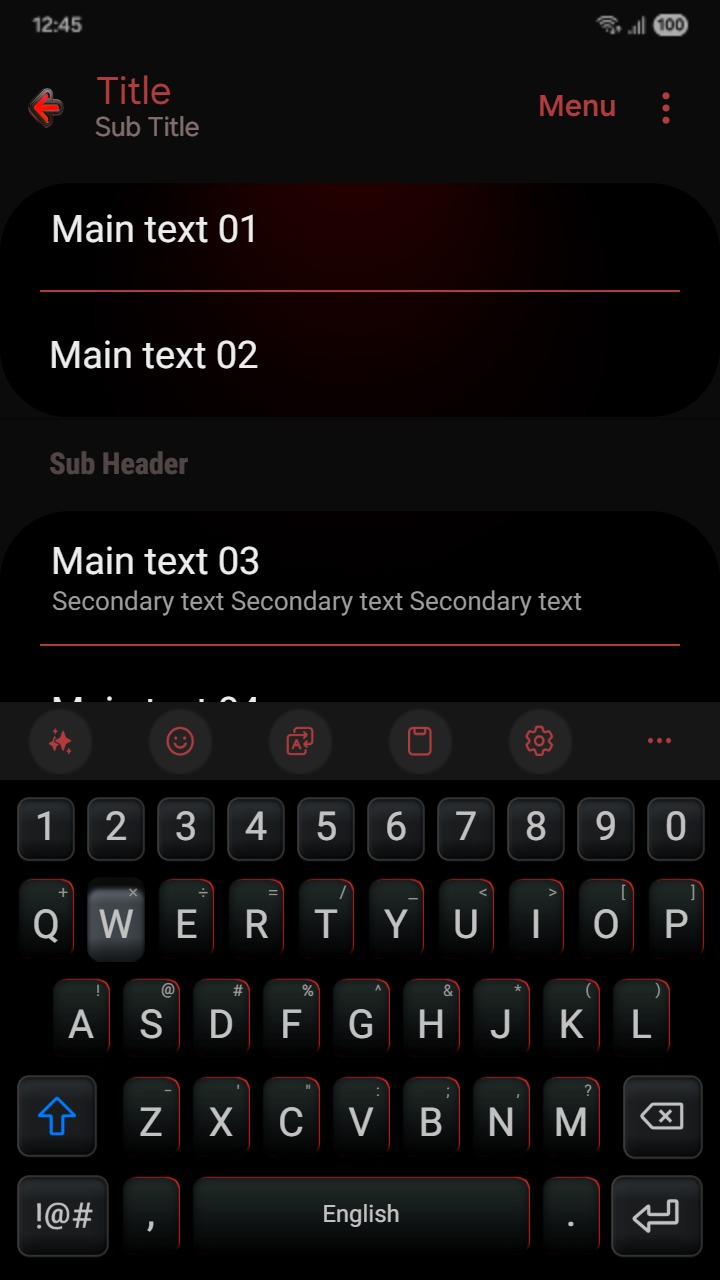 12:45
100
Title
Sub Title
Menu
Main text 01
Main text 02
Sub Header
Main text 03
Secondary text Secondary text Secondary text
1 2 3 4 5 6 7 8 9 0
+ × ÷ = / _ < > [ ]
Q W E R T Y U I O P
! @ # % ^ & * ( )
A S D F G H J K L
- ' " : ; , ?
Z X C V B N M
!@# , English .